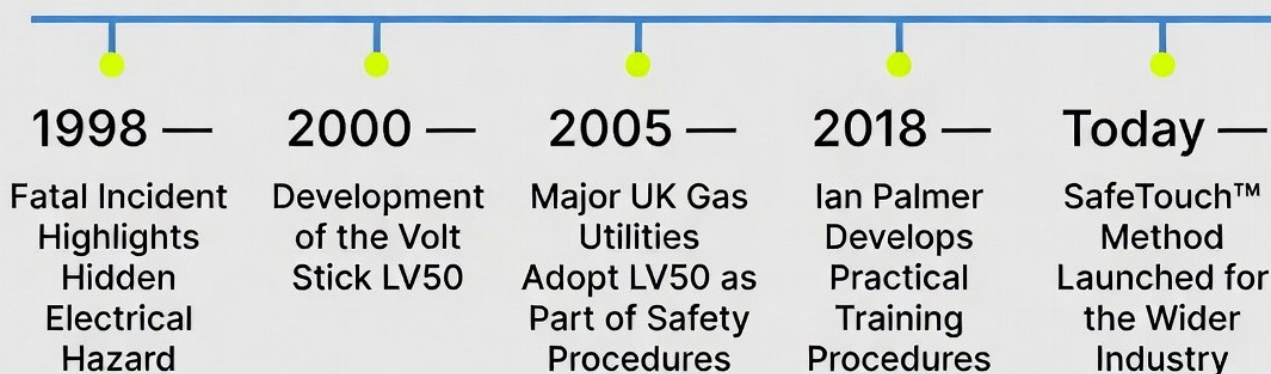 1998 —
Fatal Incident
Highlights
Hidden
Electrical
Hazard
2000 —
Development
of the Volt
Stick LV50
2005 —
Major UK Gas
Utilities
Adopt LV50 as
Part of Safety
Procedures
2018 —
Ian Palmer
Develops
Practical
Training
Procedures
Today —
SafeTouch™
Method
Launched for
the Wider
Industry